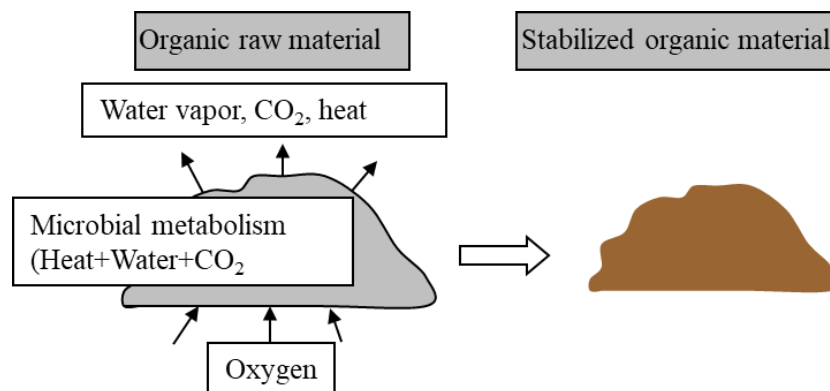 Organic raw material
Stabilized organic material
Water vapor, CO₂, heat
Microbial metabolism
(Heat+Water+CO₂
Oxygen